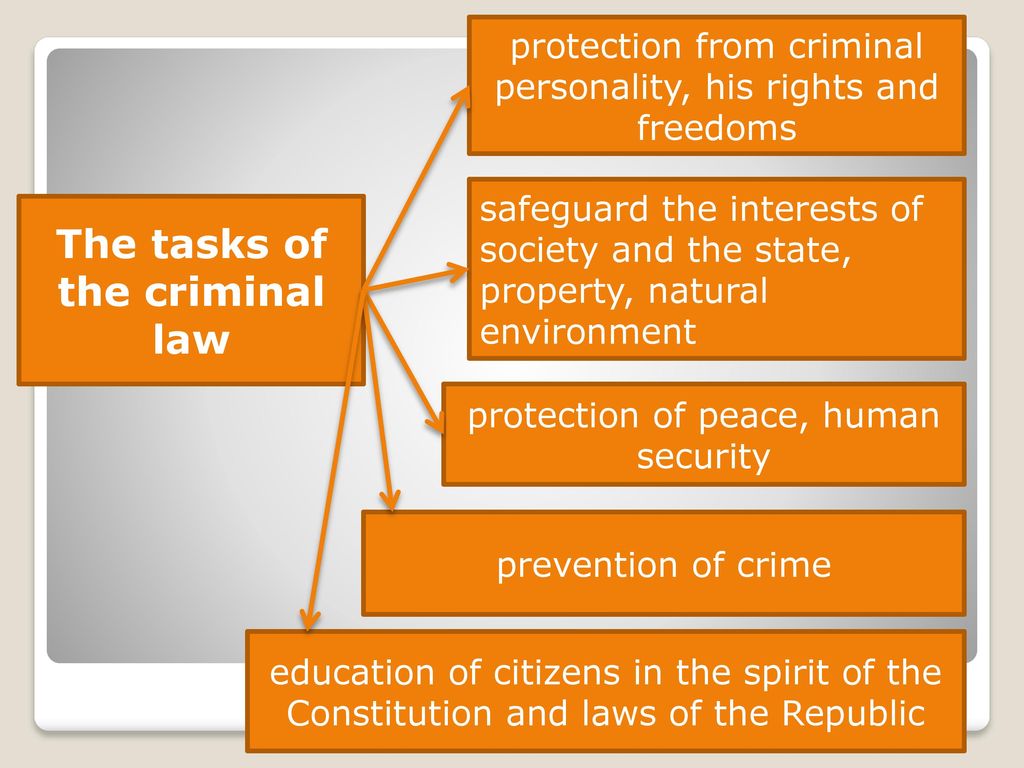 The tasks of
the criminal
law
protection from criminal
personality, his rights and
freedoms
safeguard the interests of
society and the state,
property, natural
environment
protection of peace, human
security
prevention of crime
education of citizens in the spirit of the
Constitution and laws of the Republic